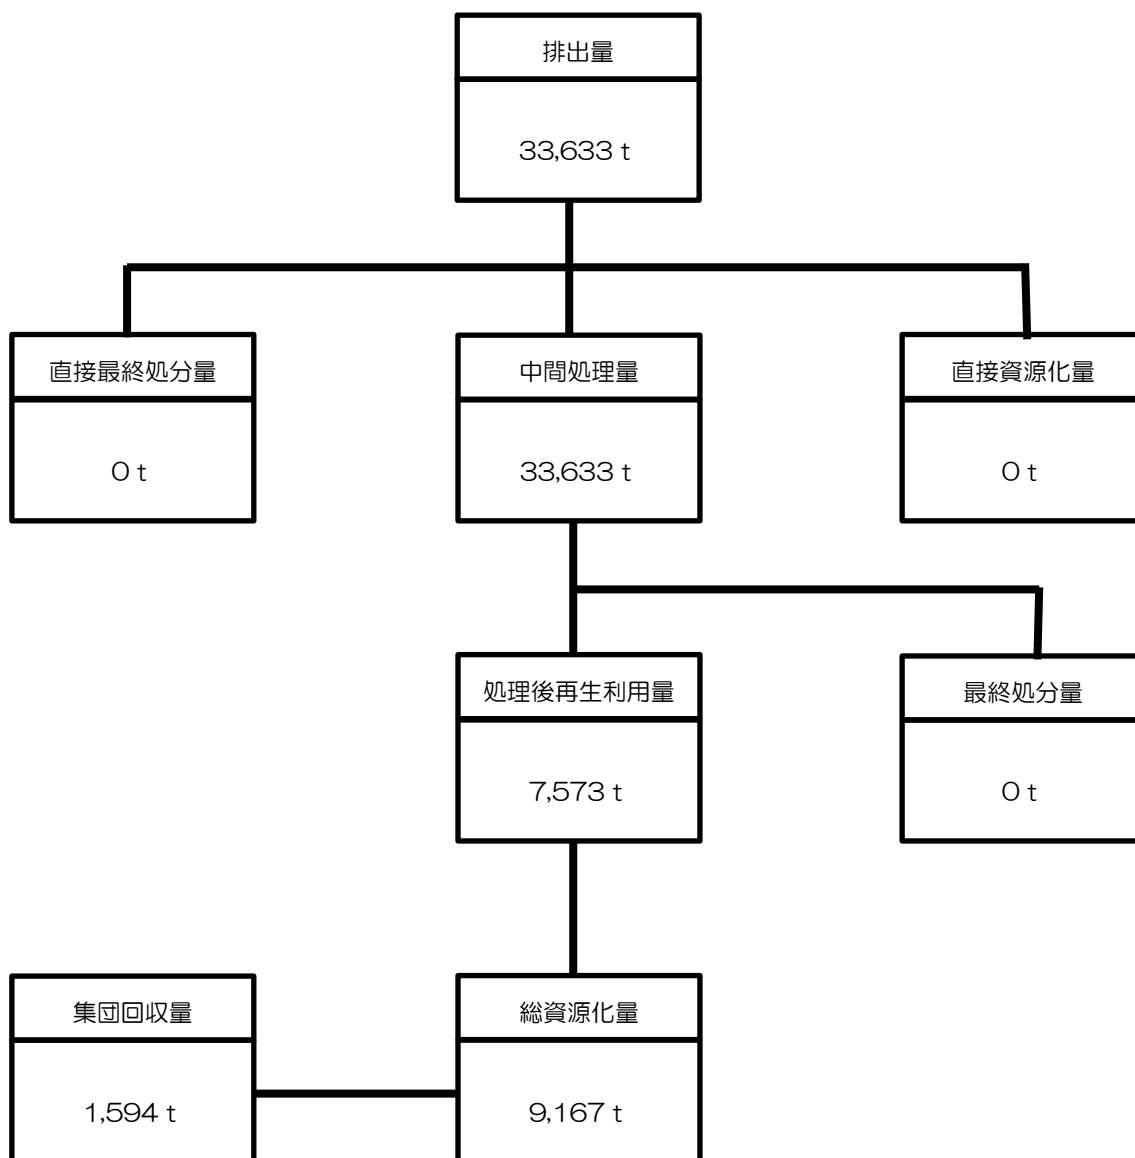 排出量
33,633 t
直接最終処分量
中間処理量
直接資源化量
0 t
33,633 t
0 t
処理後再生利用量
最終処分量
7,573 t
0 t
集団回収量
総資源化量
1,594 t
9,167 t